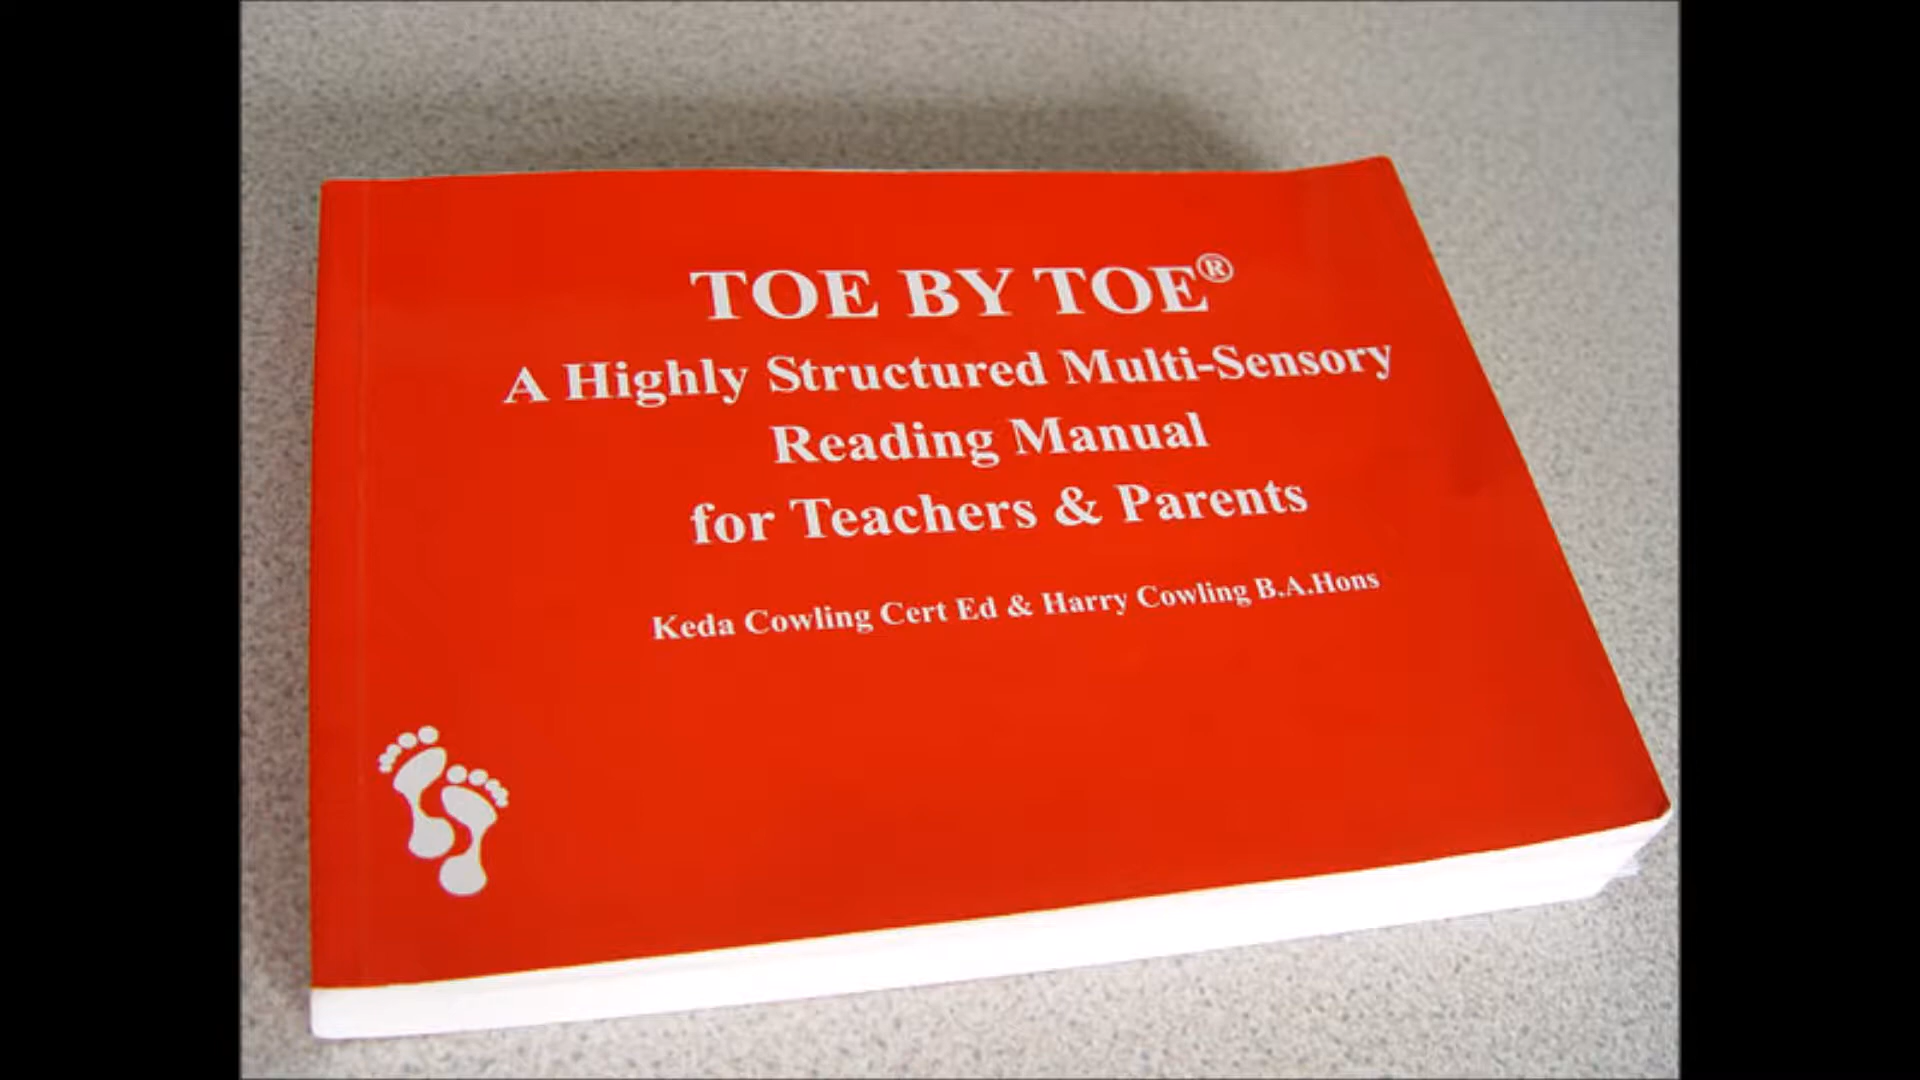 TOE BY TOE®
A Highly Structured Multi-Sensory
Reading Manual
for Teachers & Parents
Keda Cowling Cert Ed & Harry Cowling B.A.Hons